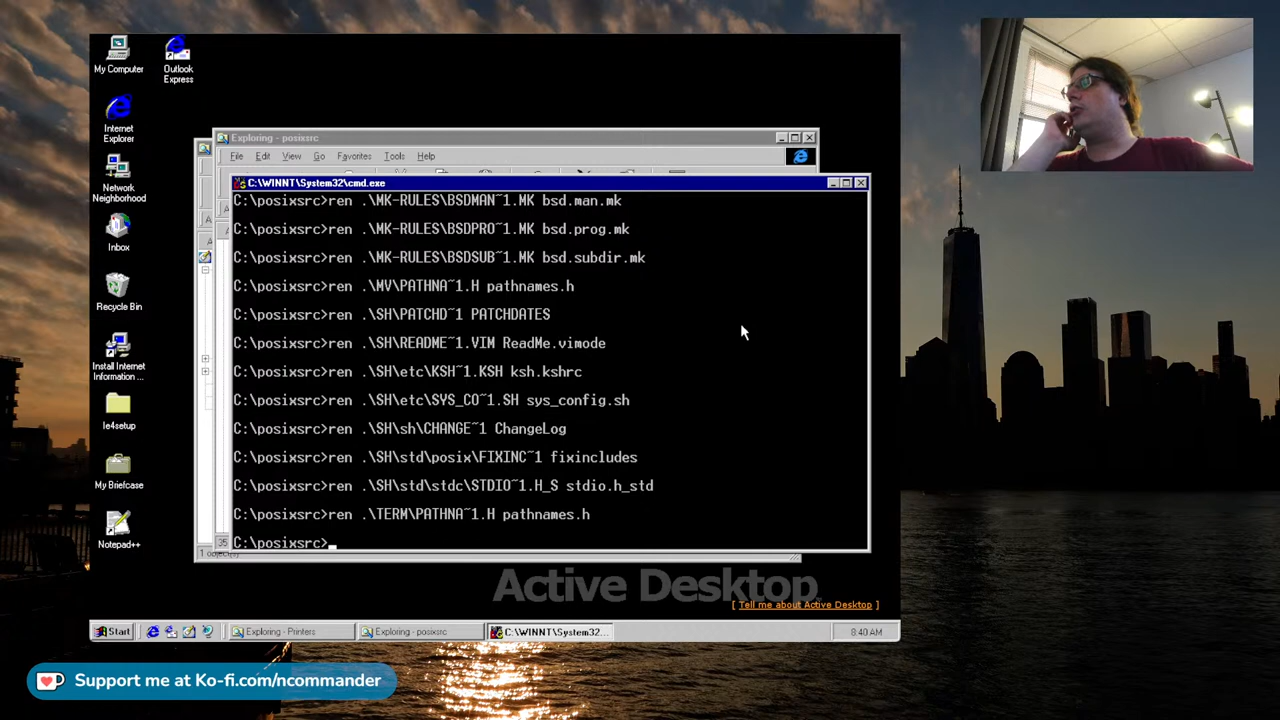 My Computer
Outlook Express
Internet Explorer
Network Neighborhood
Inbox
Recycle Bin
Install Internet Information ...
Ie4setup
My Briefcase
Notepad++
Exploring - posixsrc
File Edit View Go Favorites Tools Help
C:\WINNT\System32\cmd.exe
C:\posixsrc>ren .\MK-RULES\BSDMAN~1.MK bsd.man.mk
C:\posixsrc>ren .\MK-RULES\BSDPRO~1.MK bsd.prog.mk
C:\posixsrc>ren .\MK-RULES\BSDSUB~1.MK bsd.subdir.mk
C:\posixsrc>ren .\MV\PATHNA~1.H pathnames.h
C:\posixsrc>ren .\SH\PATCHD~1 PATCHDATES
C:\posixsrc>ren .\SH\README~1.VIM ReadMe.vimode
C:\posixsrc>ren .\SH\etc\KSH~1.KSH ksh.kshrc
C:\posixsrc>ren .\SH\etc\SYS_CO~1.SH sys_config.sh
C:\posixsrc>ren .\SH\sh\CHANGE~1 ChangeLog
C:\posixsrc>ren .\SH\std\posix\FIXINC~1 fixincludes
C:\posixsrc>ren .\SH\std\stdc\STDIO~1.H_S stdio.h_std
C:\posixsrc>ren .\TERM\PATHNA~1.H pathnames.h
C:\posixsrc>
35
1 object(s)
Active Desktop
[ Tell me about Active Desktop ]
Start
Exploring - Printers
Exploring - posixsrc
C:\WINNT\System32...
8:40 AM
Support me at Ko-fi.com/ncommander